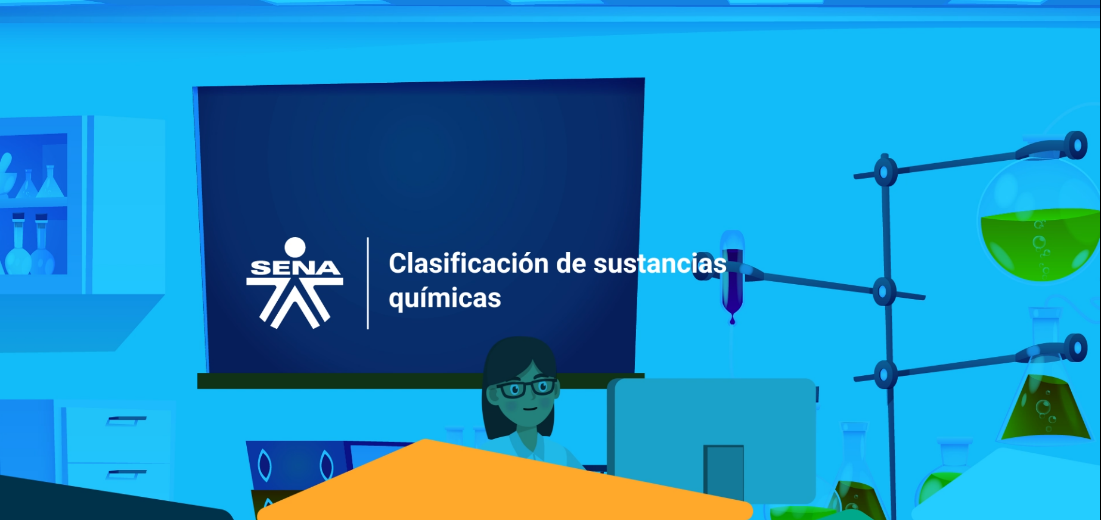 SENA
Clasificación de sustancias
químicas